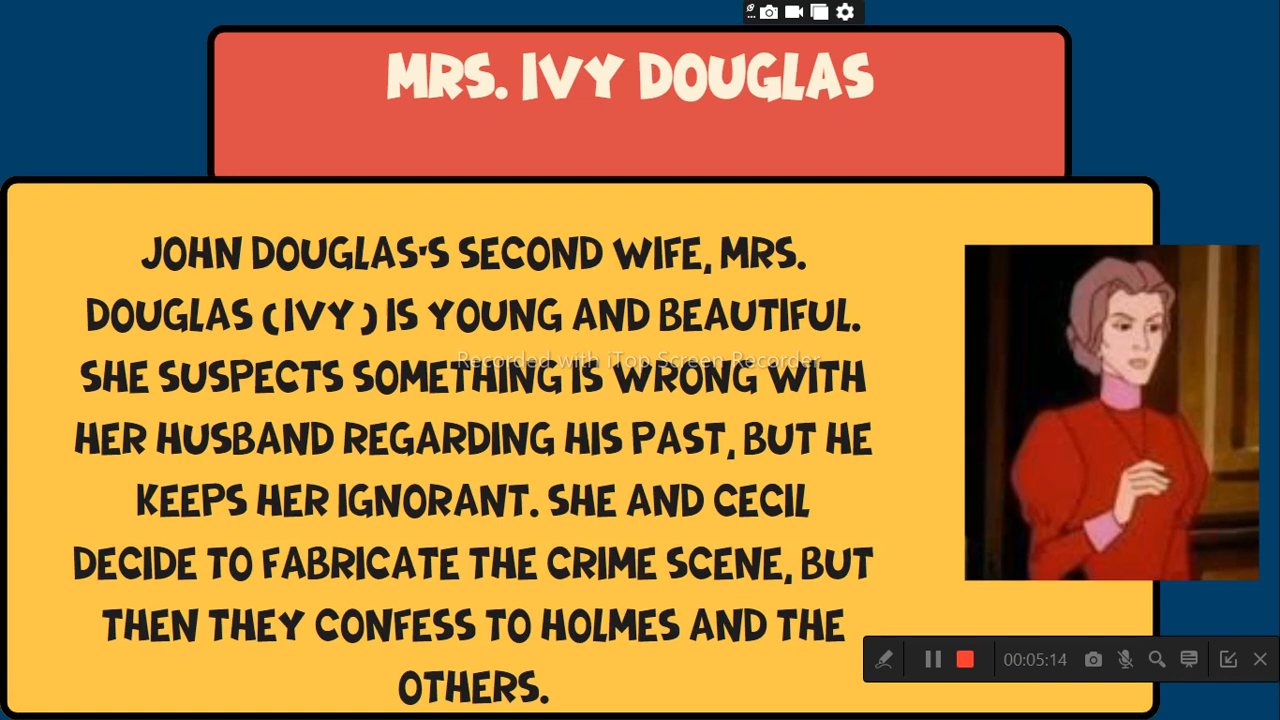 MRS. IVY DOUGLAS
JOHN DOUGLAS'S SECOND WIFE, MRS.
DOUGLAS (IVY) IS YOUNG AND BEAUTIFUL.
Recorded with iTop Screen Recorder
SHE SUSPECTS SOMETHING IS WRONG WITH
HER HUSBAND REGARDING HIS PAST, BUT HE
KEEPS HER IGNORANT. SHE AND CECIL
DECIDE TO FABRICATE THE CRIME SCENE, BUT
THEN THEY CONFESS TO HOLMES AND THE
OTHERS.
00:05:14